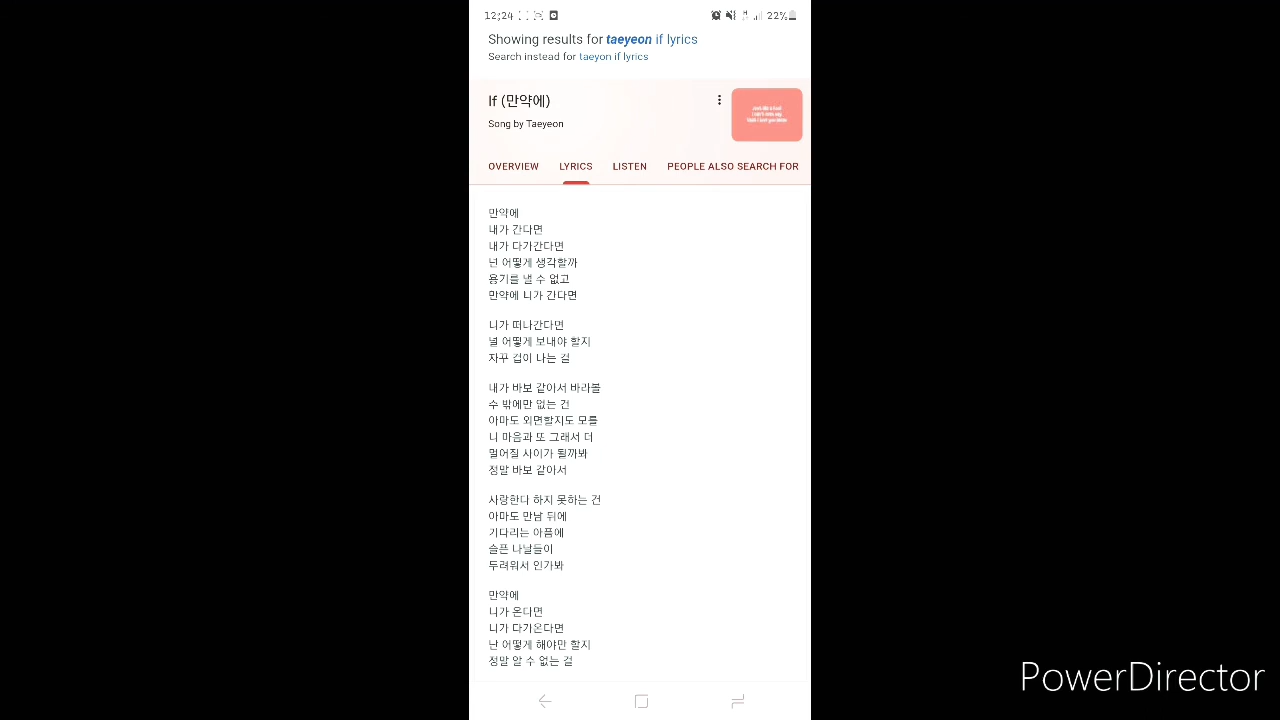 12:24
22%
Showing results for taeyeon if lyrics
Search instead for taeyon if lyrics
If (만약에)
Song by Taeyeon
OVERVIEW LYRICS LISTEN PEOPLE ALSO SEARCH FOR
만약에
내가 간다면
내가 다가간다면
넌 어떻게 생각할까
용기를 낼 수 없고
만약에 니가 간다면
니가 떠나간다면
널 어떻게 보내야 할지
자꾸 겁이 나는 걸
내가 바보 같아서 바라볼
수 밖에만 없는 건
아마도 외면할지도 모를
니 마음과 또 그래서 더
멀어질 사이가 될까봐
정말 바보 같아서
사랑한다 하지 못하는 건
아마도 만남 뒤에
기다리는 아픔에
슬픈 나날들이
두려워서 인가봐
만약에
니가 온디면
니가 다가온다면
난 어떻게 해야만 할지
정말 알 수 없는 걸
PowerDirector